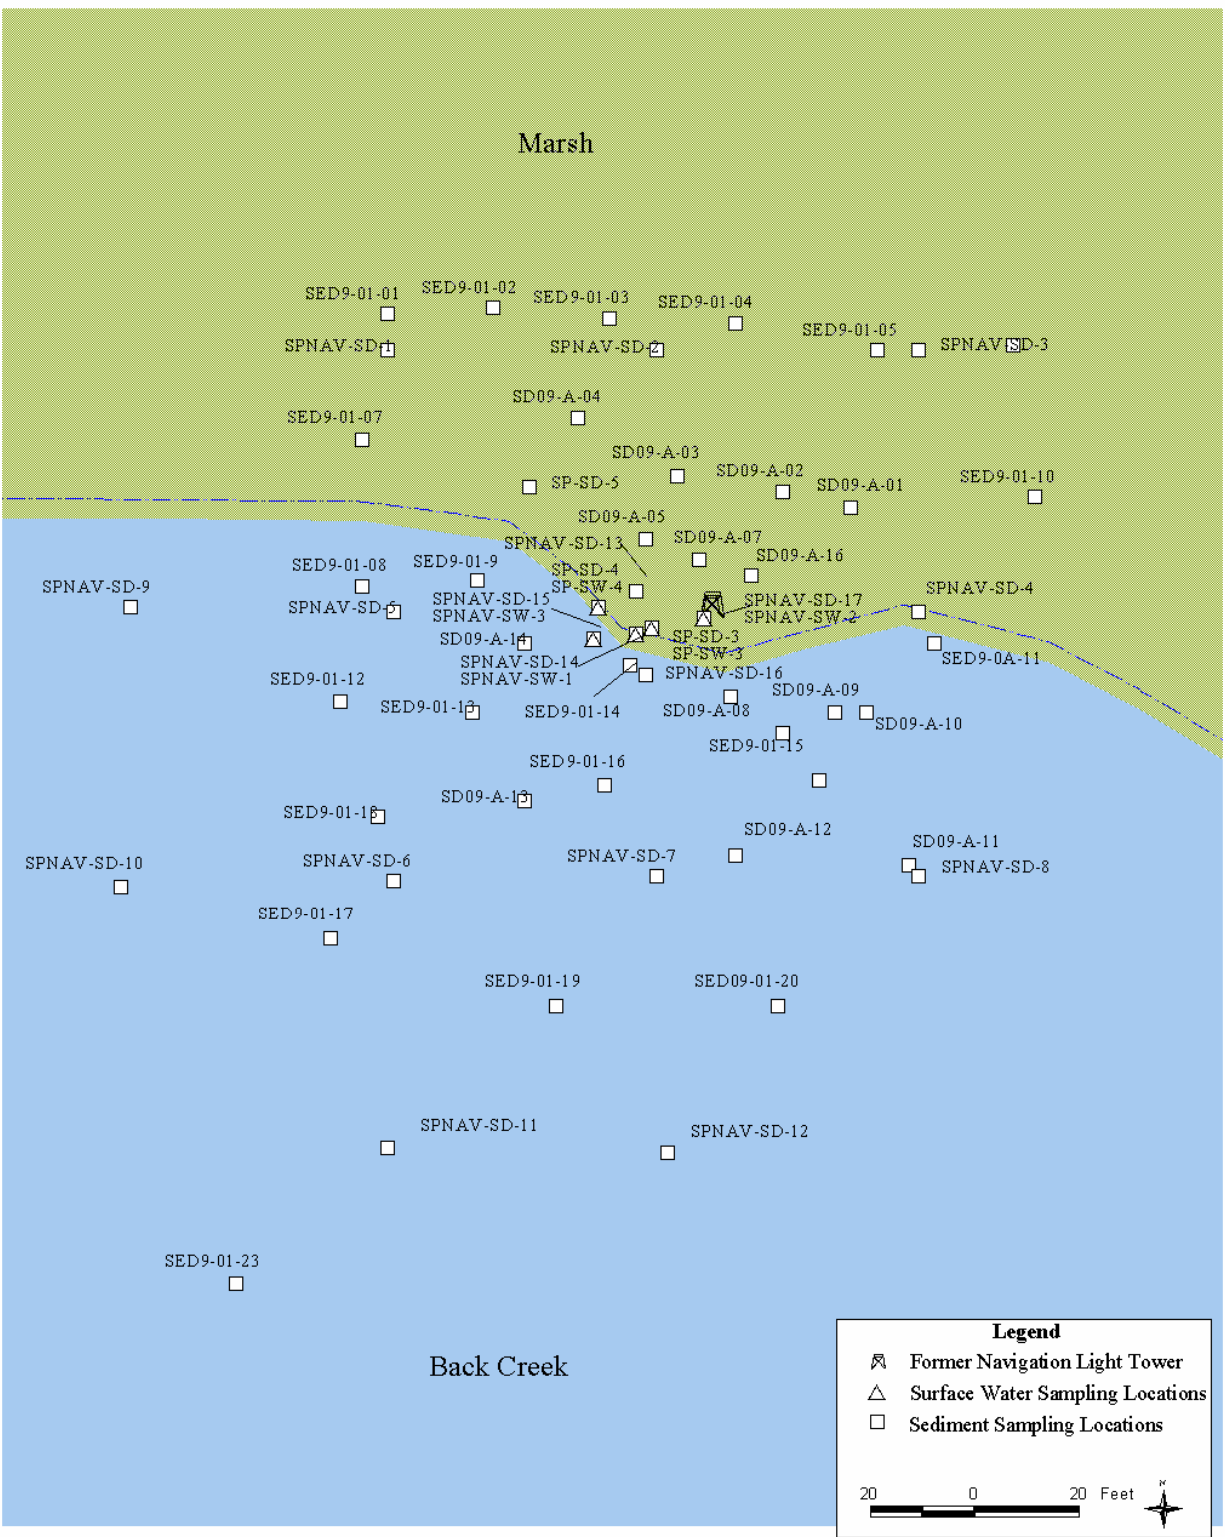 Marsh
SED9-01-01
SED9-01-02
SED9-01-03
SED9-01-04
SED9-01-05
SPNAV-SD-1
SPNAV-SD-2
SPNAV-SD-3
SD09-A-04
SED9-01-07
SD09-A-03
SD09-A-02
SED9-01-10
SP-SD-5
SD09-A-01
SD09-A-05
SPNAV-SD-13
SD09-A-07
SED9-01-08
SED9-01-9
SP-SD-4
SD09-A-16
SPNAV-SD-9
SP-SW-4
SPNAV-SD-4
SPNAV-SD-5
SPNAV-SD-15
SPNAV-SD-17
SPNAV-SW-3
SPNAV-SW-2
SD09-A-14
SP-SD-3
SP-SW-3
SED9-0A-11
SPNAV-SD-14
SPNAV-SW-1
SPNAV-SD-16
SED9-01-12
SED9-01-13
SED9-01-14
SD09-A-08
SD09-A-09
SD09-A-10
SED9-01-15
SED9-01-16
SD09-A-13
SED9-01-18
SD09-A-12
SD09-A-11
SPNAV-SD-10
SPNAV-SD-6
SPNAV-SD-7
SPNAV-SD-8
SED9-01-17
SED9-01-19
SED09-01-20
SPNAV-SD-11
SPNAV-SD-12
SED9-01-23
Back Creek
Legend
Former Navigation Light Tower
Surface Water Sampling Locations
Sediment Sampling Locations
20 0 20 Feet
N